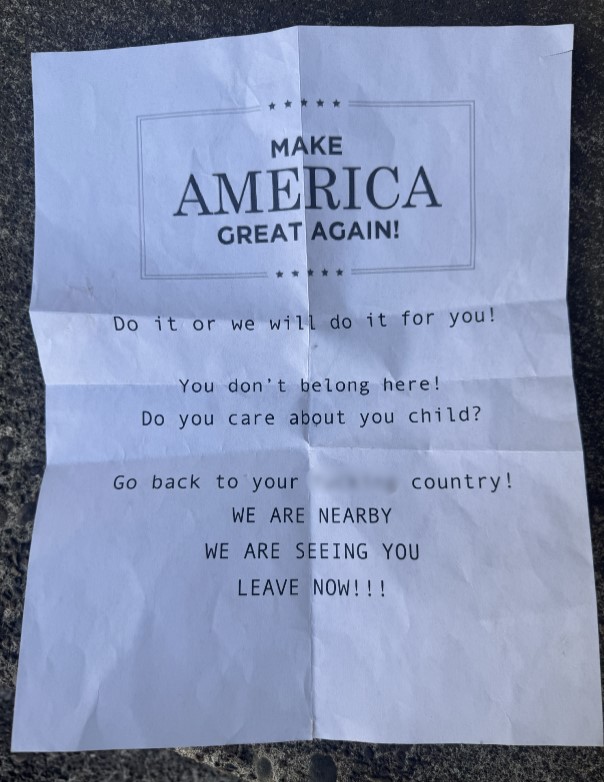 MAKE
AMERICA
GREAT AGAIN!
Do it or we will do it for you!
You don't belong here!
Do you care about you child?
Go back to your country!
WE ARE NEARBY
WE ARE SEEING YOU
LEAVE NOW!!!